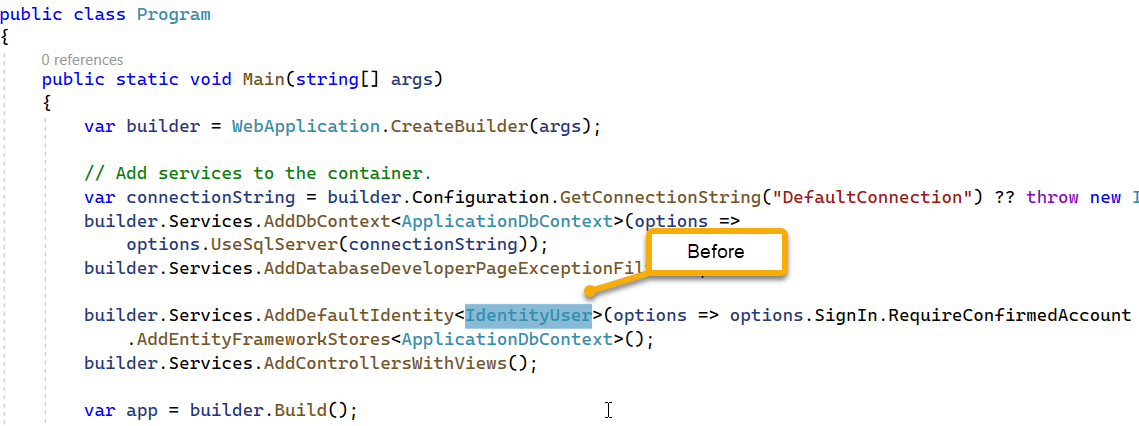 public class Program
{
0 references
public static void Main(string[] args)
{
var builder = WebApplication.CreateBuilder(args);
// Add services to the container.
var connectionString = builder.Configuration.GetConnectionString("DefaultConnection") ?? throw new I
builder.Services.AddDbContext<ApplicationDbContext>(options =>
options.UseSqlServer(connectionString));
Before
builder.Services.AddDatabaseDeveloperPageExceptionFil
builder.Services.AddDefaultIdentity<IdentityUser>(options => options.SignIn.RequireConfirmedAccount
.AddEntityFrameworkStores<ApplicationDbContext>();
builder.Services.AddControllersWithViews();
var app = builder.Build();